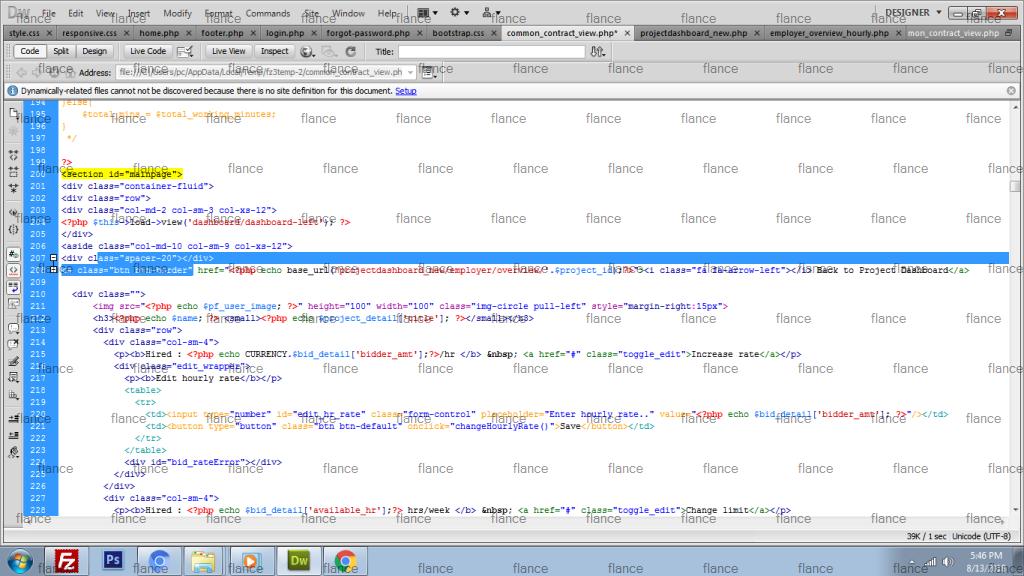 Dw File Edit View Insert Modify Format Commands Site Window Help DESIGNER
style.css × responsive.css × home.php × footer.php × login.php × forgot-password.php × bootstrap.css × common_contract_view.php* × projectdashboard_new.php × employer_overview_hourly.php × mon_contract_view.php
Code Split Design Live Code Live View Inspect Title:
Address: file:///C|/Users/pc/AppData/Local/Temp/fz3temp-2/common_contract_view.ph
Dynamically-related files cannot not be discovered because there is no site definition for this document. Setup
194 }else{
195 $total_mins = $total_working_minutes;
196 }
197 */
198
199 ?>
200 <section id="mainpage">
201 <div class="container-fluid">
202 <div class="row">
203 <div class="col-md-2 col-sm-3 col-xs-12">
204 <?php $this->load->view('dashboard/dashboard-left'); ?>
205 </div>
206 <aside class="col-md-10 col-sm-9 col-xs-12">
207 <div class="spacer-20"></div>
href="<?php echo base_url('projectdashboard_new/employer/overview/'.$project_id);?>"><i class="fa fa-arrow-left"></i> Back to Project Dashboard</a>
209
210 <div class="">
211 <img src="<?php echo $pf_user_image; ?>" height="100" width="100" class="img-circle pull-left" style="margin-right:15px">
212 <h3><?php echo $name; ?> <small><?php echo $project_detail['title']; ?></small></h3>
213 <div class="row">
214 <div class="col-sm-4">
215 <p><b>Hired : <?php echo CURRENCY.$bid_detail['bidder_amt'];?>/hr </b> &nbsp; <a href="#" class="toggle_edit">Increase rate</a></p>
216 <div class="edit_wrapper">
217 <p><b>Edit hourly rate</b></p>
218 <table>
219 <tr>
220 <td><input type="number" id="edit_hr_rate" class="form-control" placeholder="Enter hourly rate.." value="<?php echo $bid_detail['bidder_amt']; ?>"/></td>
221 <td><button type="button" class="btn btn-default" onclick="changeHourlyRate()">Save</button></td>
222 </tr>
223 </table>
224 <div id="bid_rateError"></div>
225 </div>
226 </div>
227 <div class="col-sm-4">
228 <p><b>Hired : <?php echo $bid_detail['available_hr'];?> hrs/week </b> &nbsp; <a href="#" class="toggle_edit">Change limit</a></p>
39K / 1 sec Unicode (UTF-8)
Fz Ps Dw
5:46 PM
flance